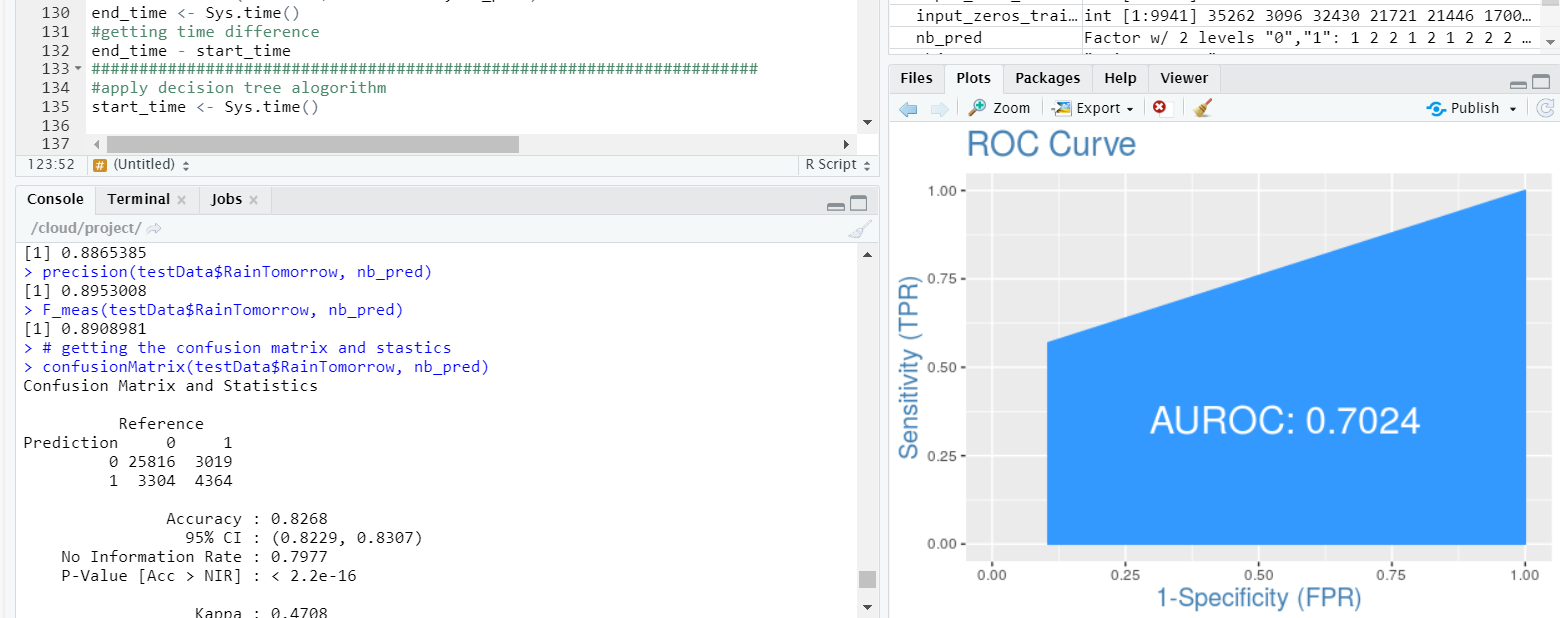 130 end_time <- Sys.time()
131 #getting time difference
132 end_time - start_time
133 ######################################################################
134 #apply decision tree alogorithm
135 start_time <- Sys.time()
136
137
123:52 (Untitled) R Script
Console Terminal Jobs
/cloud/project/
[1] 0.8865385
> precision(testData$RainTomorrow, nb_pred)
[1] 0.8953008
> F_meas(testData$RainTomorrow, nb_pred)
[1] 0.8908981
> # getting the confusion matrix and stastics
> confusionMatrix(testData$RainTomorrow, nb_pred)
Confusion Matrix and Statistics
Reference
Prediction 0 1
0 25816 3019
1 3304 4364
Accuracy : 0.8268
95% CI : (0.8229, 0.8307)
No Information Rate : 0.7977
P-Value [Acc > NIR] : < 2.2e-16
Kappa : 0.4708
input_zeros_trai… int [1:9941] 35262 3096 32430 21721 21446 1700…
nb_pred Factor w/ 2 levels "0","1": 1 2 2 1 2 1 2 2 2 …
Files Plots Packages Help Viewer
Zoom Export Publish
ROC Curve
1.00
0.75
0.50
0.25
0.00
Sensitivity (TPR)
AUROC: 0.7024
0.00 0.25 0.50 0.75 1.00
1-Specificity (FPR)